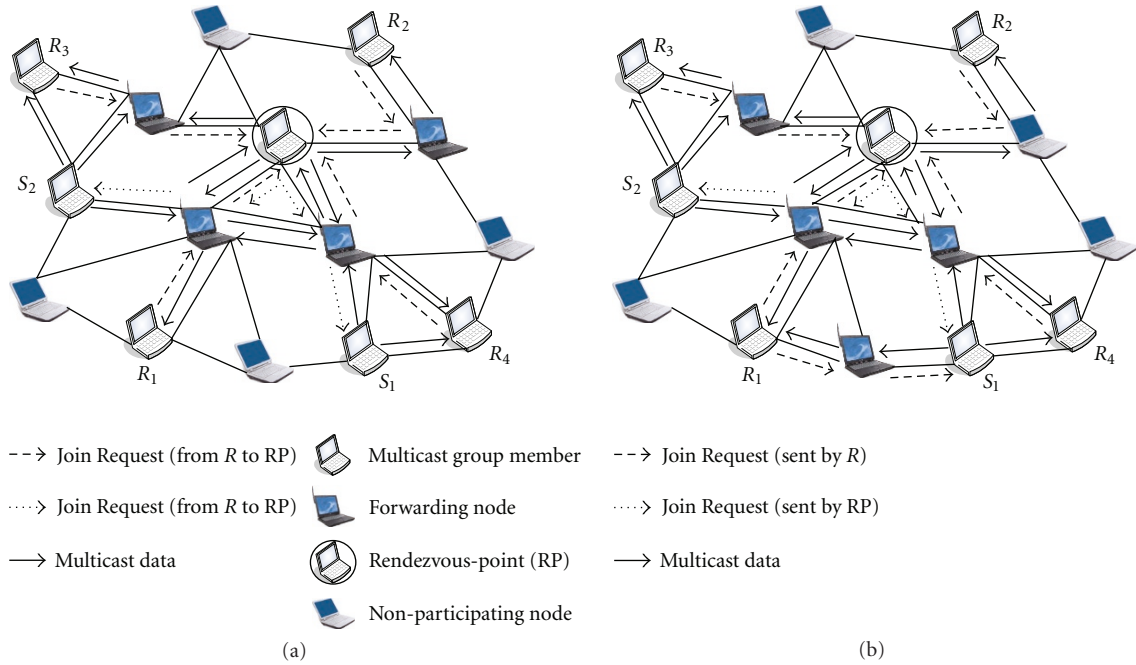 R2
R3
S2
R1
S1
R4
R2
R3
S2
R1
S1
R4
Join Request (from R to RP)
Join Request (from R to RP)
Multicast data
Multicast group member
Forwarding node
Rendezvous-point (RP)
Non-participating node
Join Request (sent by R)
Join Request (sent by RP)
Multicast data
(a)
(b)